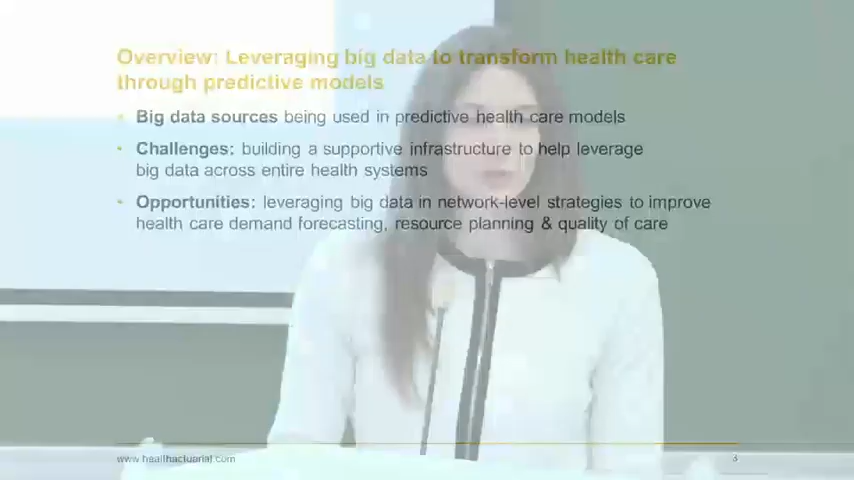 Overview: Leveraging big data to transform health care
through predictive models
• Big data sources being used in predictive health care models
• Challenges: building a supportive infrastructure to help leverage
big data across entire health systems
• Opportunities: leveraging big data in network-level strategies to improve
health care demand forecasting, resource planning & quality of care
www.healthactuarial.com
3